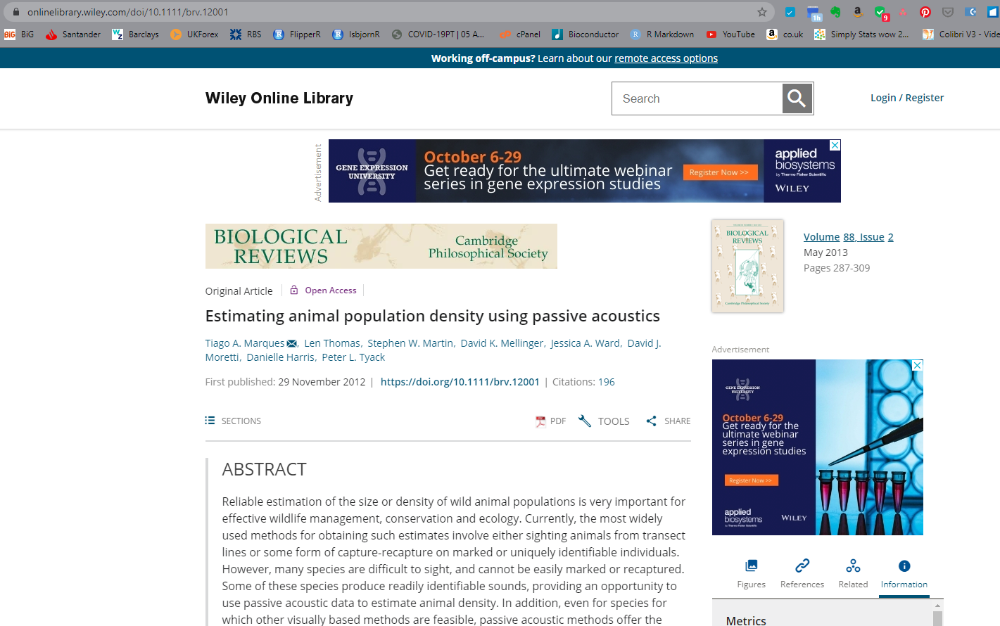 onlinelibrary.wiley.com/doi/10.1111/brv.12001
1h
9
BiG BiG Santander Barclays UKForex RBS FlipperR IsbjornR COVID-19PT | 05 A... cPanel Bioconductor R Markdown YouTube co.uk Simply Stats wow 2... Colibri V3 - Vide
Working off-campus? Learn about our remote access options
Wiley Online Library
Search
Login / Register
Advertisement
GENE EXPRESSION
UNIVERSITY
October 6-29
Get ready for the ultimate webinar
series in gene expression studies
Register Now >>
applied
biosystems
by Thermo Fisher Scientific
WILEY
BIOLOGICAL
REVIEWS
Cambridge
Philosophical Society
BIOLOGICAL
REVIEWS
Cambridge Philosophical Society
Volume 88, Issue 2
May 2013
Pages 287-309
Original Article
Open Access
Estimating animal population density using passive acoustics
Tiago A. Marques, Len Thomas, Stephen W. Martin, David K. Mellinger, Jessica A. Ward, David J.
Moretti, Danielle Harris, Peter L. Tyack
First published: 29 November 2012 | https://doi.org/10.1111/brv.12001 | Citations: 196
SECTIONS
PDF
TOOLS
SHARE
ABSTRACT
Reliable estimation of the size or density of wild animal populations is very important for
effective wildlife management, conservation and ecology. Currently, the most widely
used methods for obtaining such estimates involve either sighting animals from transect
lines or some form of capture-recapture on marked or uniquely identifiable individuals.
However, many species are difficult to sight, and cannot be easily marked or recaptured.
Some of these species produce readily identifiable sounds, providing an opportunity to
use passive acoustic data to estimate animal density. In addition, even for species for
which other visually based methods are feasible, passive acoustic methods offer the
Advertisement
GENE EXPRESSION
UNIVERSITY
October 6-29
Get ready for the
ultimate webinar
series in gene
expression studies
Register Now >>
applied
biosystems
by Thermo Fisher Scientific
WILEY
Figures
References
Related
Information
Metrics